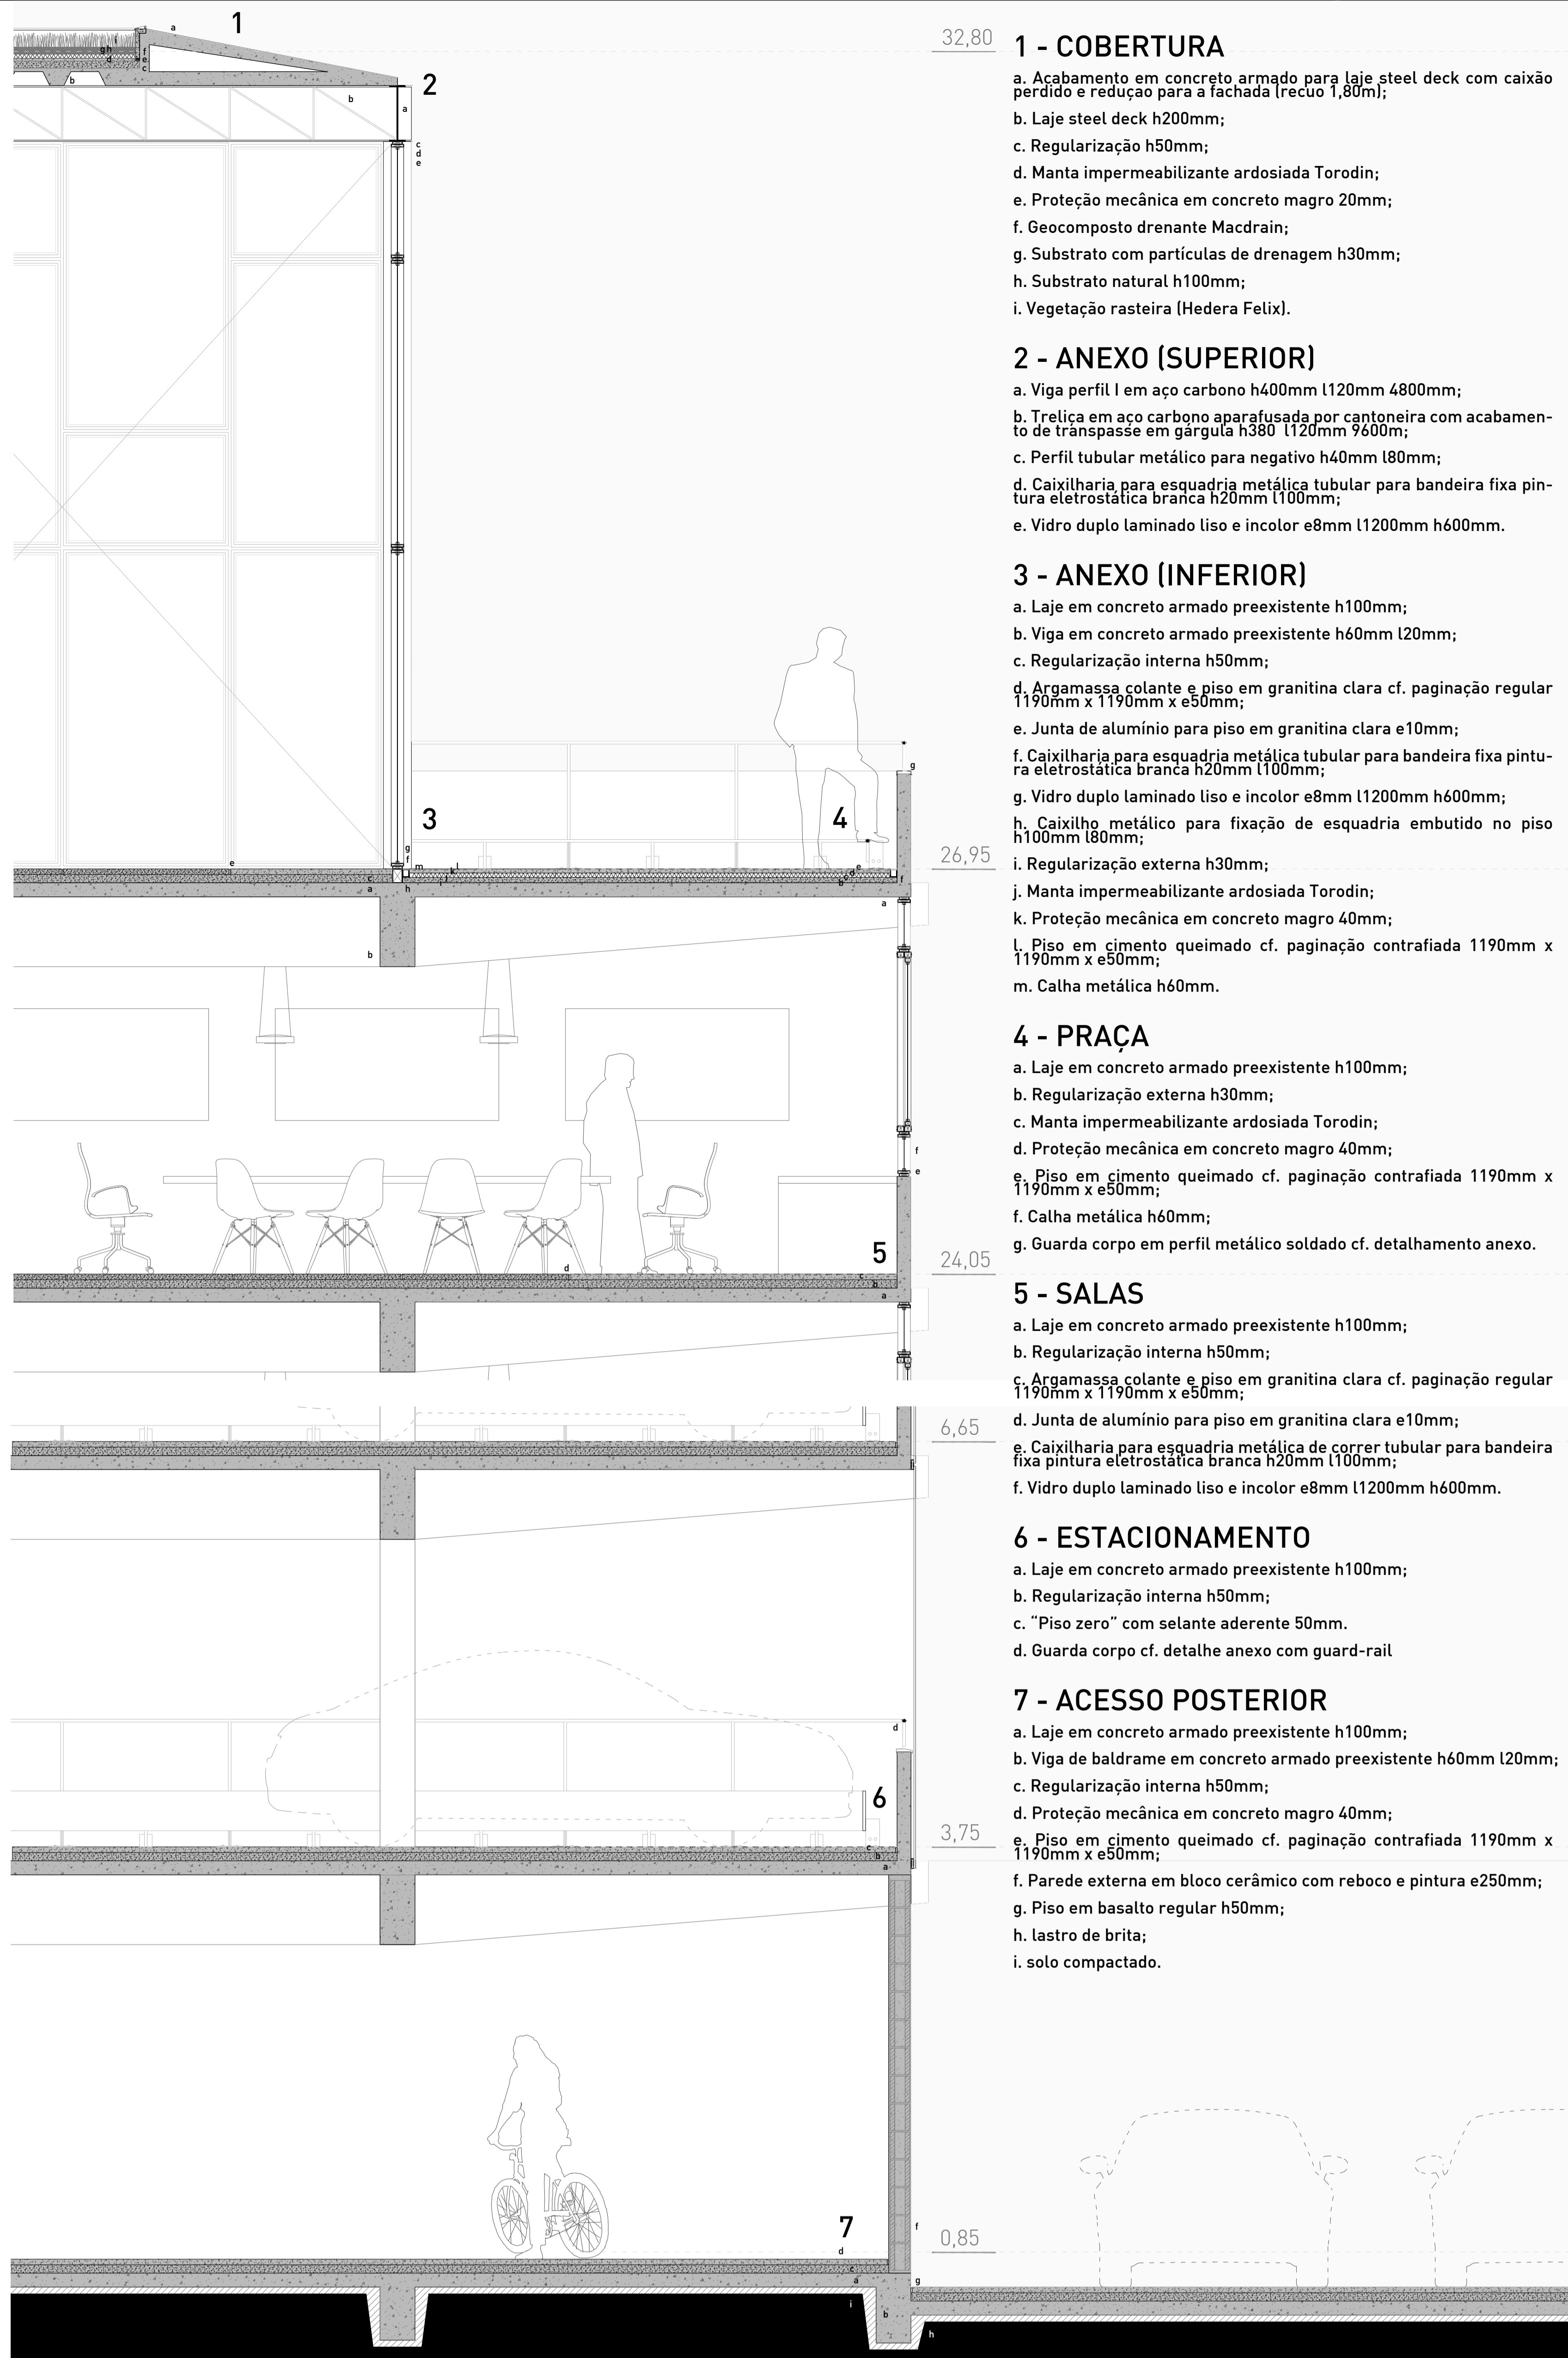 1
a
i
g h
f
e
d
c
b
2
b
a
c
d
e
32,80
g
3
4
g
f
e
m
l
k
j
i
e
d
c
b
f
c
a
h
a
b
26,95
f
e
5
d
c
b
a
24,05
6,65
d
6
c
b
a
3,75
7
d
f
c
a
g
i
b
h
0,85
1 - COBERTURA
a. Acabamento em concreto armado para laje steel deck com caixão
perdido e reduçao para a fachada (recuo 1,80m);
b. Laje steel deck h200mm;
c. Regularização h50mm;
d. Manta impermeabilizante ardosiada Torodin;
e. Proteção mecânica em concreto magro 20mm;
f. Geocomposto drenante Macdrain;
g. Substrato com partículas de drenagem h30mm;
h. Substrato natural h100mm;
i. Vegetação rasteira (Hedera Felix).
2 - ANEXO (SUPERIOR)
a. Viga perfil I em aço carbono h400mm l120mm 4800mm;
b. Treliça em aço carbono aparafusada por cantoneira com acabamen-
to de transpasse em gárgula h380 l120mm 9600m;
c. Perfil tubular metálico para negativo h40mm l80mm;
d. Caixilharia para esquadria metálica tubular para bandeira fixa pin-
tura eletrostática branca h20mm l100mm;
e. Vidro duplo laminado liso e incolor e8mm l1200mm h600mm.
3 - ANEXO (INFERIOR)
a. Laje em concreto armado preexistente h100mm;
b. Viga em concreto armado preexistente h60mm l20mm;
c. Regularização interna h50mm;
d. Argamassa colante e piso em granitina clara cf. paginação regular
1190mm x 1190mm x e50mm;
e. Junta de alumínio para piso em granitina clara e10mm;
f. Caixilharia para esquadria metálica tubular para bandeira fixa pintu-
ra eletrostática branca h20mm l100mm;
g. Vidro duplo laminado liso e incolor e8mm l1200mm h600mm;
h. Caixilho metálico para fixação de esquadria embutido no piso
h100mm l80mm;
i. Regularização externa h30mm;
j. Manta impermeabilizante ardosiada Torodin;
k. Proteção mecânica em concreto magro 40mm;
l. Piso em cimento queimado cf. paginação contrafiada 1190mm x
1190mm x e50mm;
m. Calha metálica h60mm.
4 - PRAÇA
a. Laje em concreto armado preexistente h100mm;
b. Regularização externa h30mm;
c. Manta impermeabilizante ardosiada Torodin;
d. Proteção mecânica em concreto magro 40mm;
e. Piso em cimento queimado cf. paginação contrafiada 1190mm x
1190mm x e50mm;
f. Calha metálica h60mm;
g. Guarda corpo em perfil metálico soldado cf. detalhamento anexo.
5 - SALAS
a. Laje em concreto armado preexistente h100mm;
b. Regularização interna h50mm;
c. Argamassa colante e piso em granitina clara cf. paginação regular
1190mm x 1190mm x e50mm;
d. Junta de alumínio para piso em granitina clara e10mm;
e. Caixilharia para esquadria metálica de correr tubular para bandeira
fixa pintura eletrostática branca h20mm l100mm;
f. Vidro duplo laminado liso e incolor e8mm l1200mm h600mm.
6 - ESTACIONAMENTO
a. Laje em concreto armado preexistente h100mm;
b. Regularização interna h50mm;
c. “Piso zero” com selante aderente 50mm.
d. Guarda corpo cf. detalhe anexo com guard-rail
7 - ACESSO POSTERIOR
a. Laje em concreto armado preexistente h100mm;
b. Viga de baldrame em concreto armado preexistente h60mm l20mm;
c. Regularização interna h50mm;
d. Proteção mecânica em concreto magro 40mm;
e. Piso em cimento queimado cf. paginação contrafiada 1190mm x
1190mm x e50mm;
f. Parede externa em bloco cerâmico com reboco e pintura e250mm;
g. Piso em basalto regular h50mm;
h. lastro de brita;
i. solo compactado.